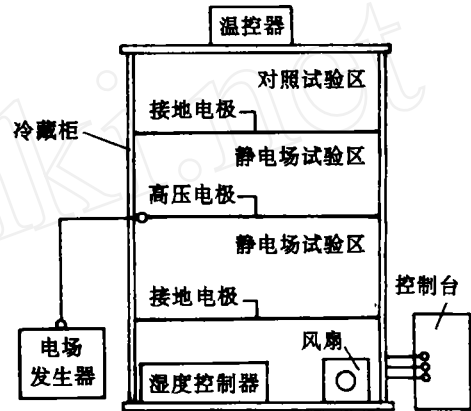 温控器
对照试验区
接地电极
冷藏柜
静电场试验区
高压电极
静电场试验区
接地电极
控制台
风扇
电场
发生器
湿度控制器